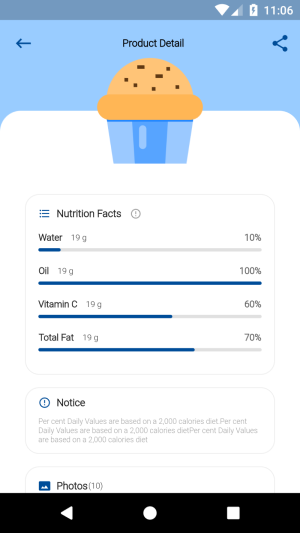 11:06
Product Detail
Nutrition Facts
Water 19 g 10%
Oil 19 g 100%
Vitamin C 19 g 60%
Total Fat 19 g 70%
Notice
Per cent Daily Values are based on a 2,000 calories diet.Per cent
Daily Values are based on a 2,000 calories dietPer cent Daily Values
are based on a 2,000 calories diet
Photos(10)